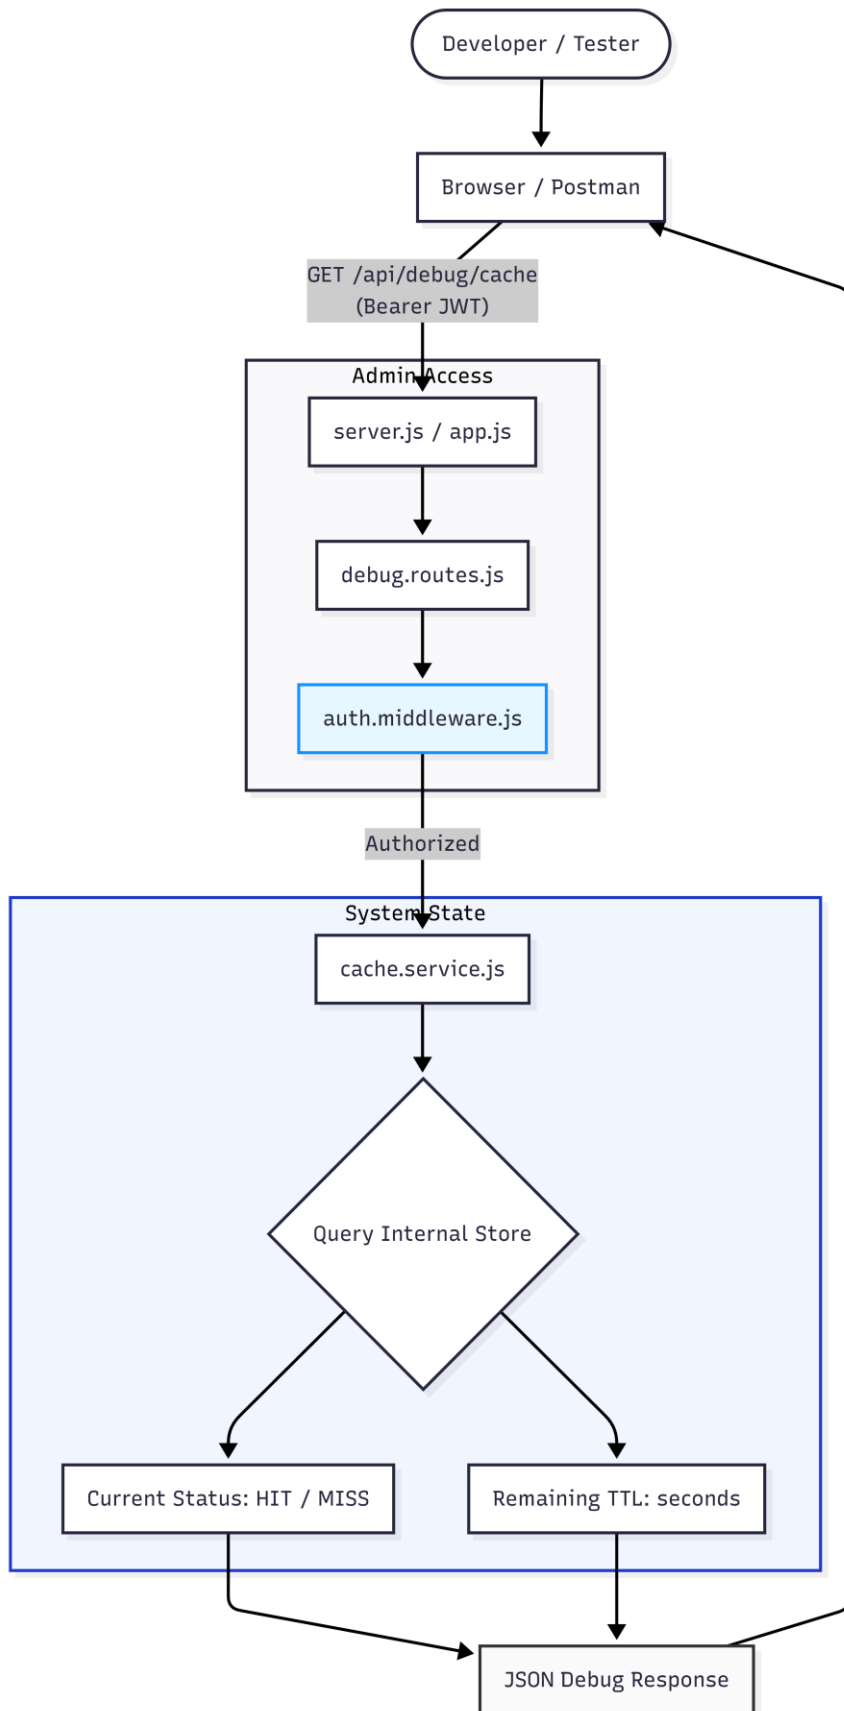 Developer / Tester
Browser / Postman
GET /api/debug/cache
(Bearer JWT)
Admin Access
server.js / app.js
debug.routes.js
auth.middleware.js
Authorized
System State
cache.service.js
Query Internal Store
Current Status: HIT / MISS
Remaining TTL: seconds
JSON Debug Response